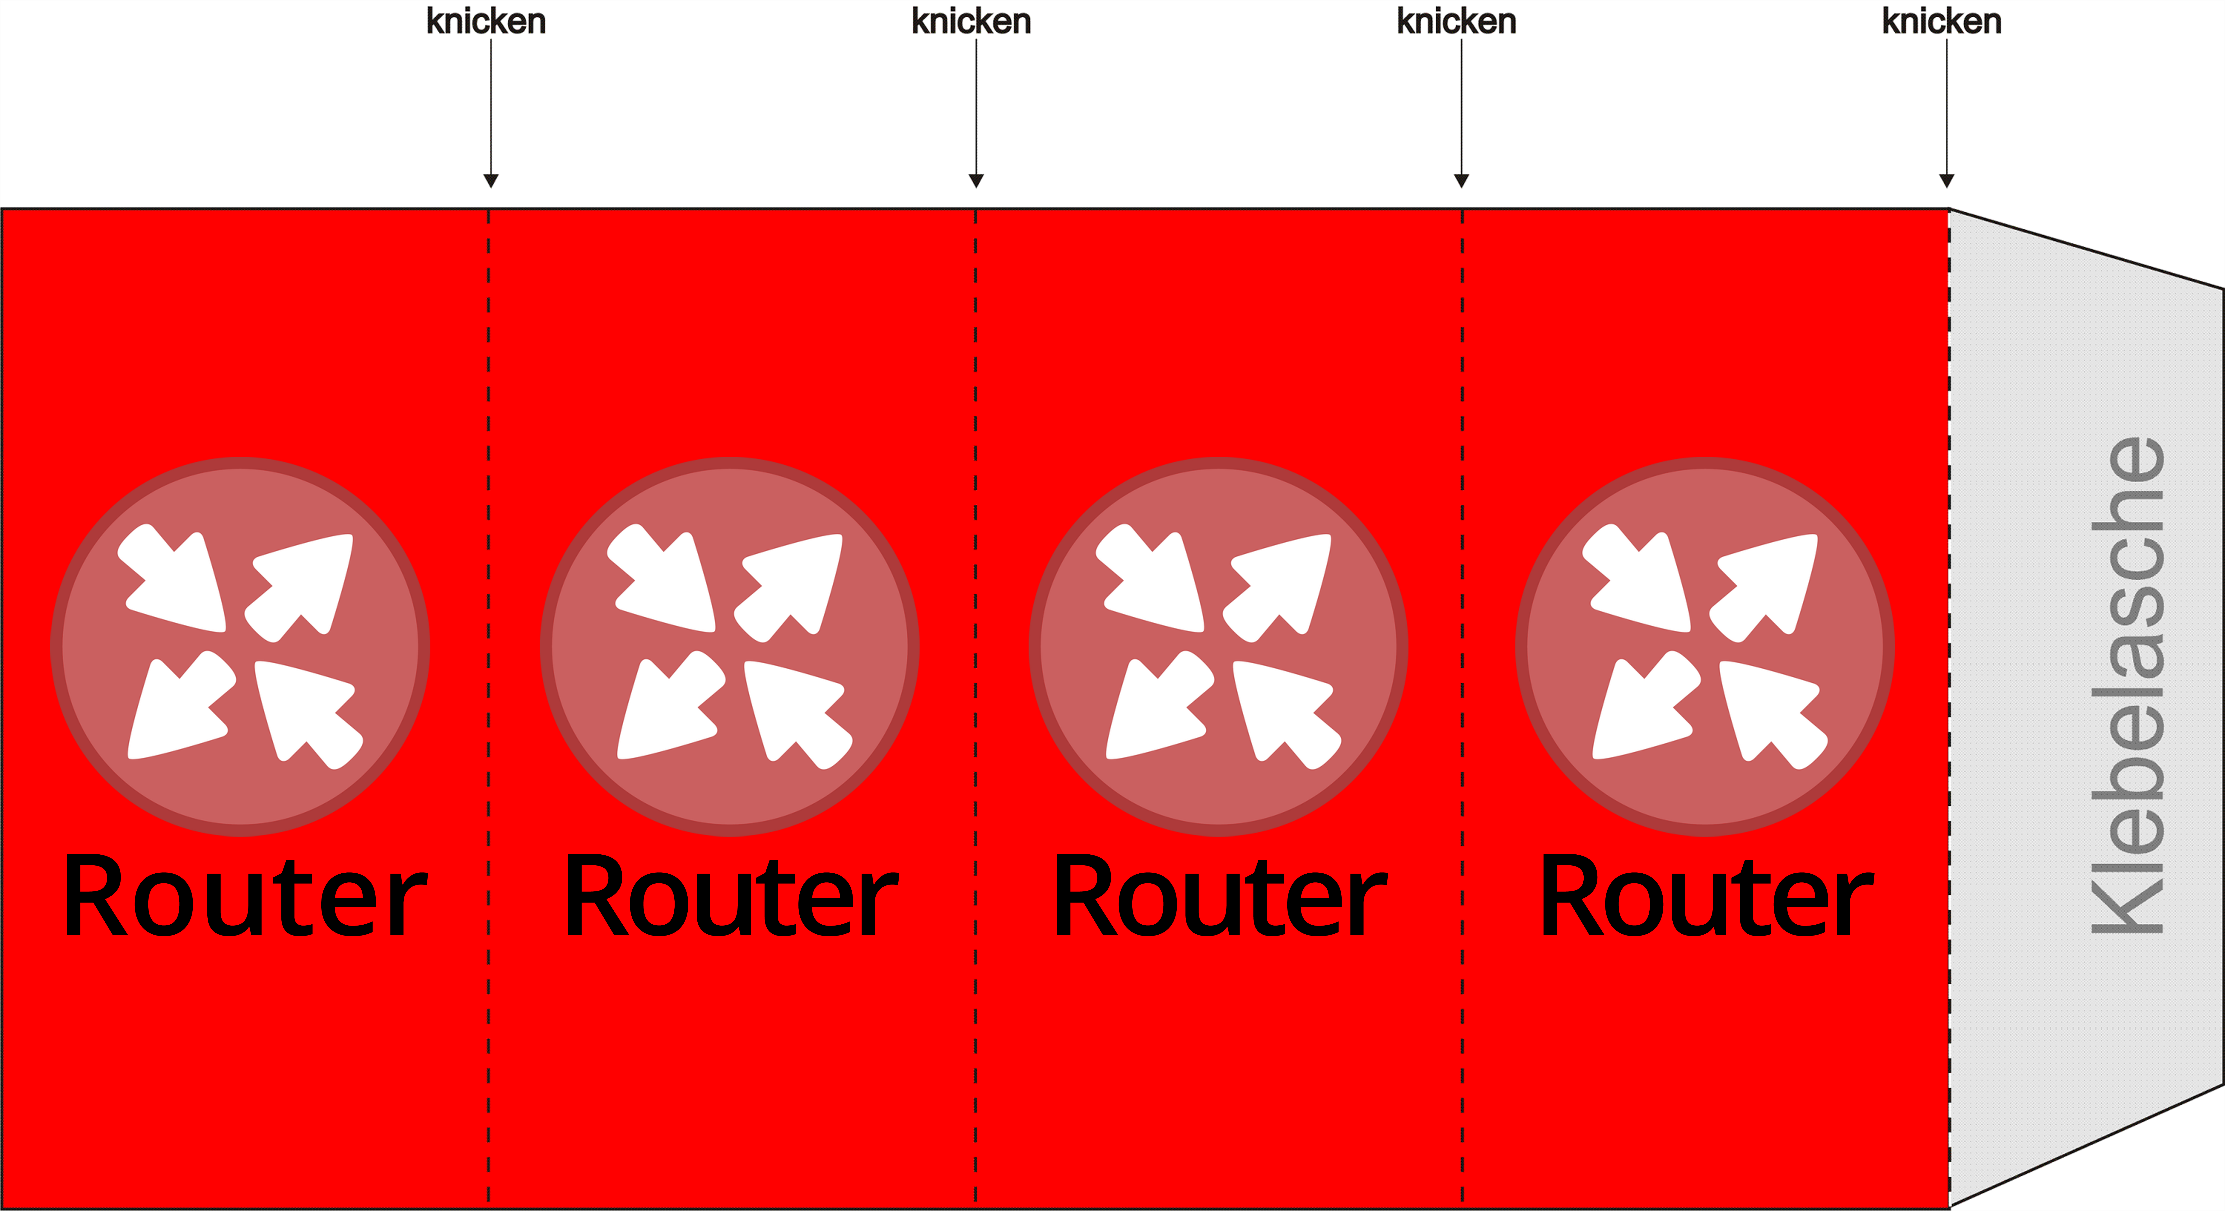 knicken knicken knicken knicken
Router Router Router Router
Klebelasche